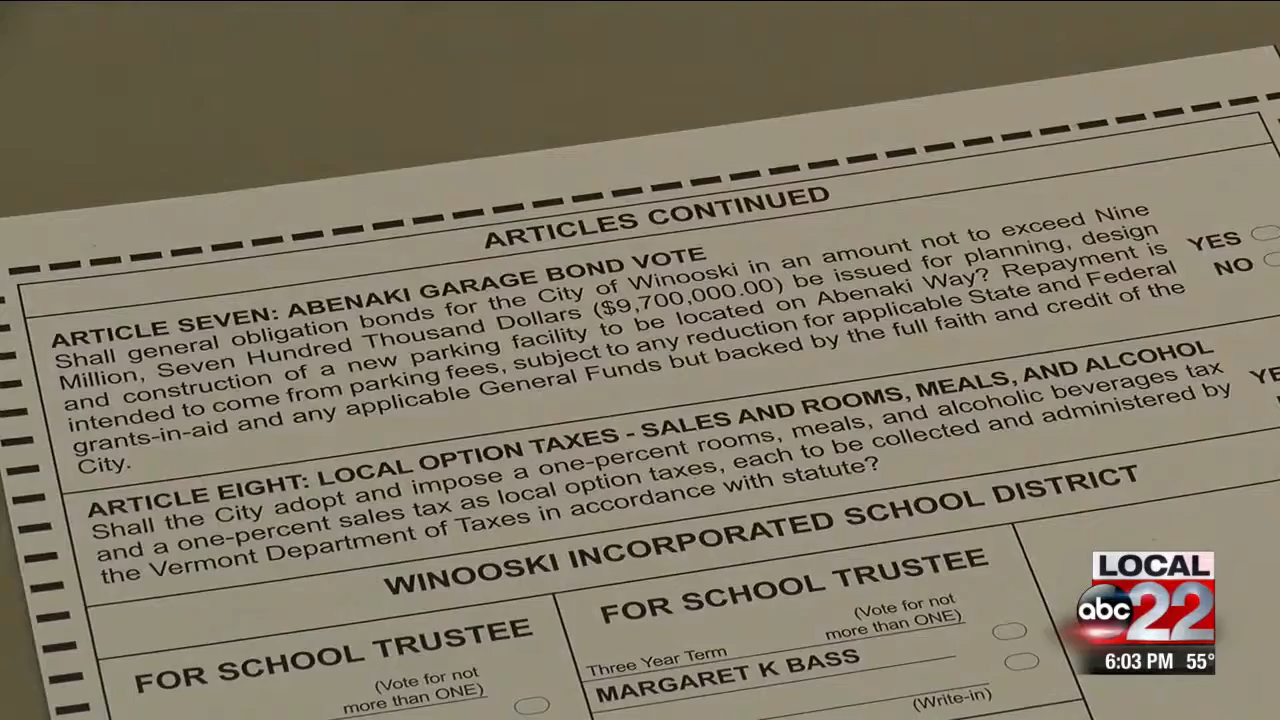 ARTICLES CONTINUED
ARTICLE SEVEN: ABENAKI GARAGE BOND VOTE
Shall general obligation bonds for the City of Winooski in an amount not to exceed Nine
Million, Seven Hundred Thousand Dollars ($9,700,000.00) be issued for planning, design
and construction of a new parking facility to be located on Abenaki Way? Repayment is
intended to come from parking fees, subject to any reduction for applicable State and Federal
grants-in-aid and any applicable General Funds but backed by the full faith and credit of the
City.
YES
NO
ARTICLE EIGHT: LOCAL OPTION TAXES - SALES AND ROOMS, MEALS, AND ALCOHOL
Shall the City adopt and impose a one-percent rooms, meals, and alcoholic beverages tax
and a one-percent sales tax as local option taxes, each to be collected and administered by
the Vermont Department of Taxes in accordance with statute?
YE
WINOOSKI INCORPORATED SCHOOL DISTRICT
FOR SCHOOL TRUSTEE
(Vote for not
more than ONE)
FOR SCHOOL TRUSTEE
(Vote for not
more than ONE)
Three Year Term
MARGARET K BASS
(Write-in)
LOCAL
abc 22
6:03 PM 55°